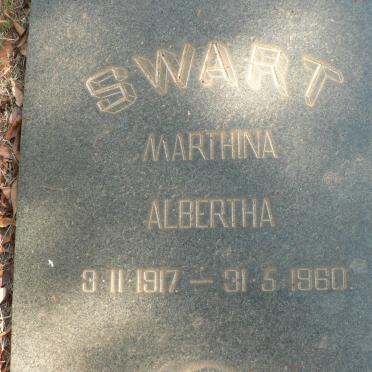 SWART
MARTHINA
ALBERTHA
3·11·1917 — 31·5·1960